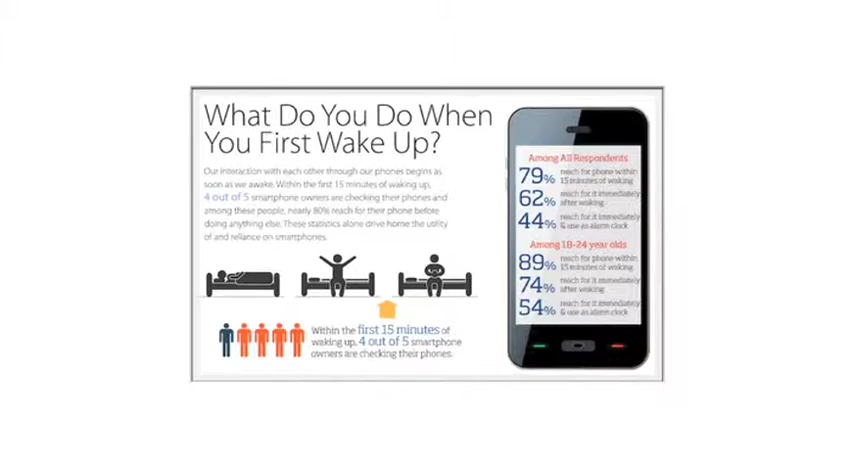 What Do You Do When
You First Wake Up?
Our interaction with each other through our phones begins as
soon as we awake. Within the first 15 minutes of waking up,
4 out of 5 smartphone owners are checking their phones and
among these people, nearly 80% reach for their phone before
doing anything else. These statistics alone drive home the utility
of and reliance on smartphones.
Within the first 15 minutes of
waking up, 4 out of 5 smartphone
owners are checking their phones.
Among All Respondents
79% reach for phone within
15 minutes of waking
62% reach for it immediately
after waking
44% reach for it immediately
& use as alarm clock
Among 18-24 year olds
89% reach for phone within
15 minutes of waking
74% reach for it immediately
after waking
54% reach for it immediately
& use as alarm clock